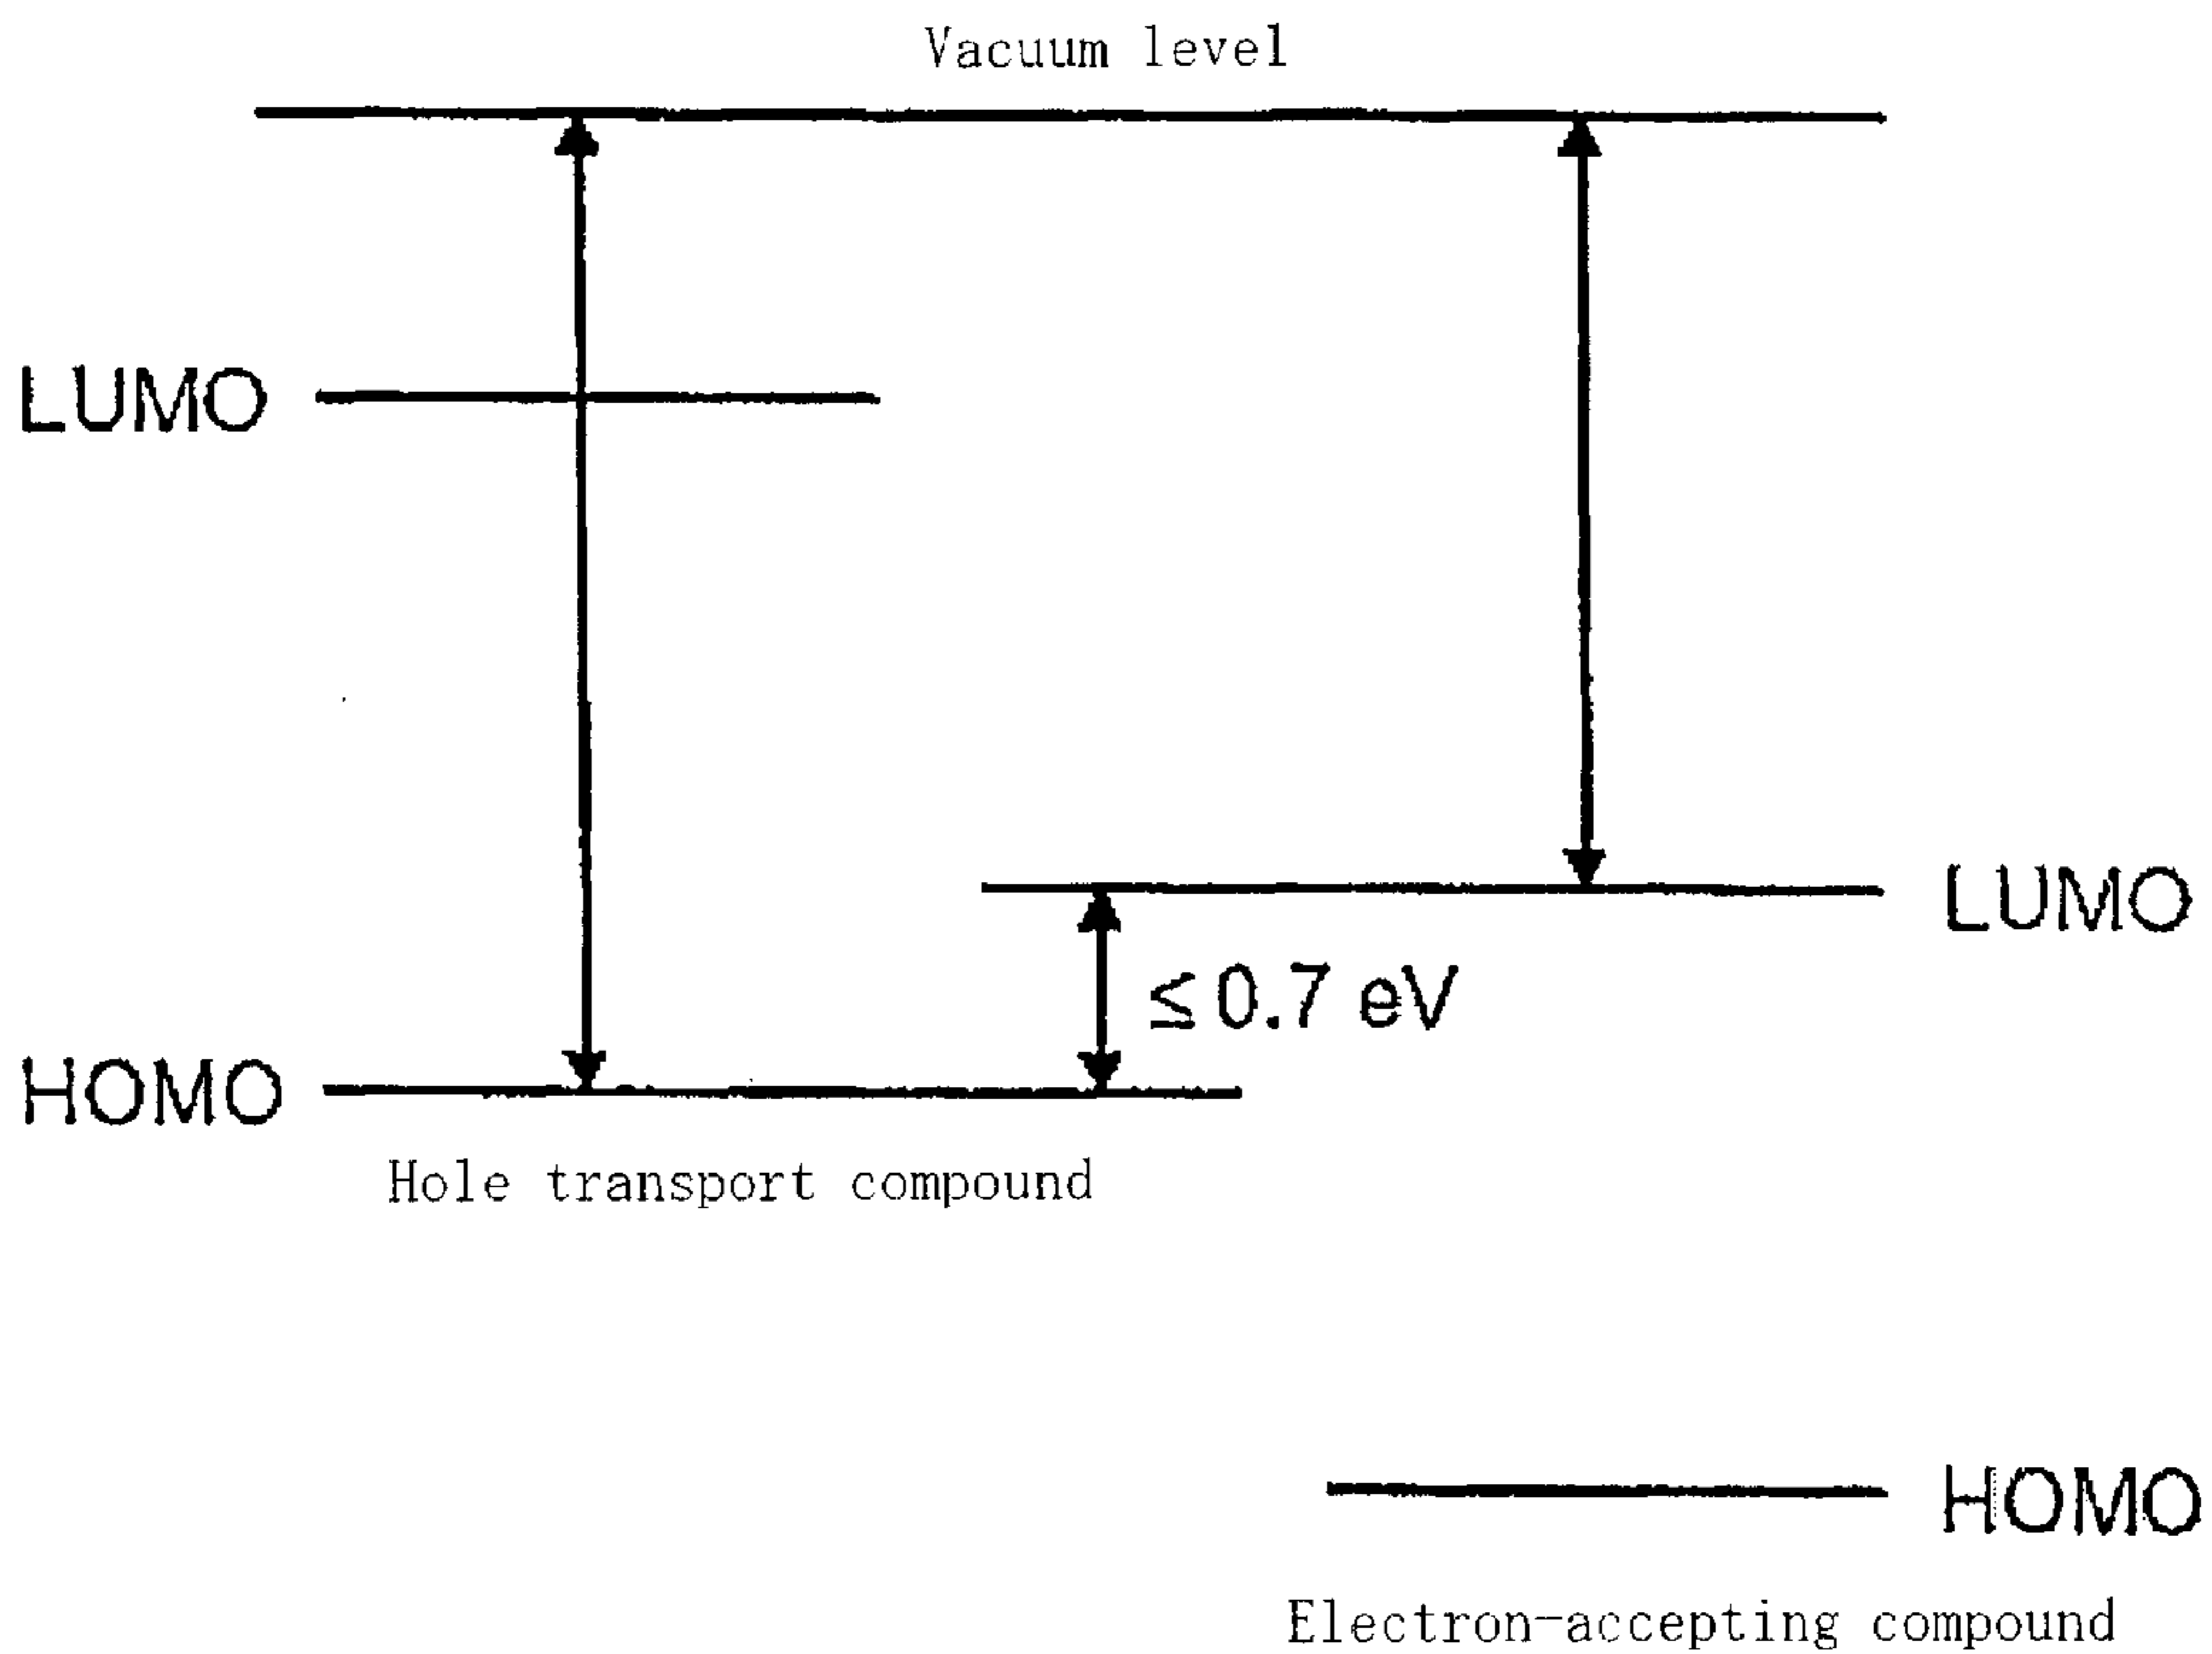 Vacuum level
LUMO
LUMO
≤0.7 eV
HOMO
Hole transport compound
HOMO
Electron-accepting compound